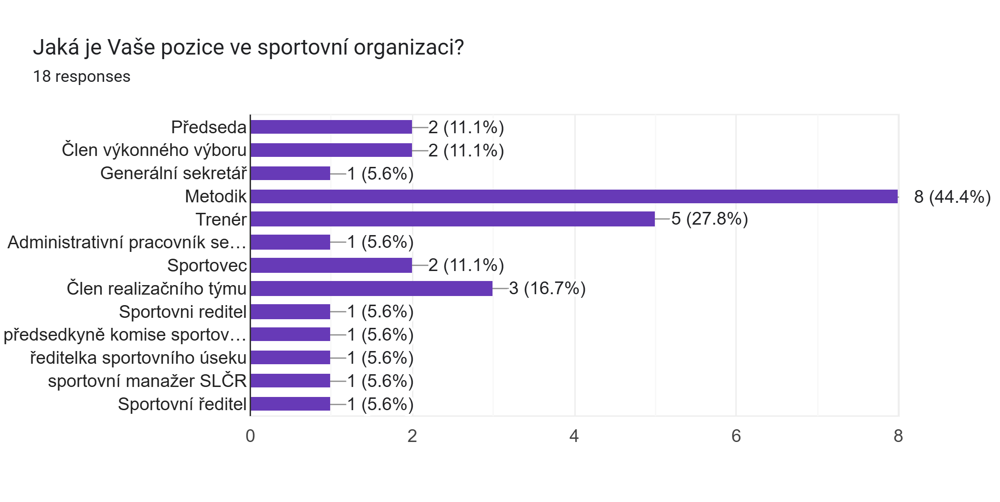 Jaká je Vaše pozice ve sportovní organizaci?
18 responses
Předseda 2 (11.1%)
Člen výkonného výboru 2 (11.1%)
Generální sekretář 1 (5.6%)
Metodik 8 (44.4%)
Trenér 5 (27.8%)
Administrativní pracovník se… 1 (5.6%)
Sportovec 2 (11.1%)
Člen realizačního týmu 3 (16.7%)
Sportovni reditel 1 (5.6%)
předsedkyně komise sportov… 1 (5.6%)
ředitelka sportovního úseku 1 (5.6%)
sportovní manažer SLČR 1 (5.6%)
Sportovní ředitel 1 (5.6%)
0 2 4 6 8